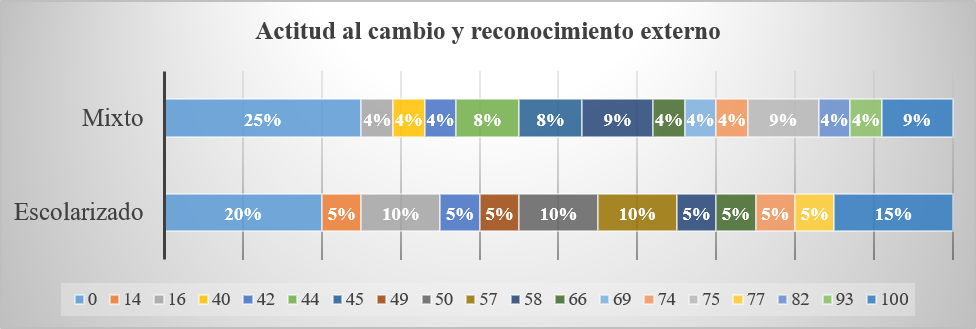 Actitud al cambio y reconocimiento externo
Mixto 25% 4% 4% 4% 8% 8% 9% 4% 4% 4% 9% 4% 4% 9%
Escolarizado 20% 5% 10% 5% 5% 10% 10% 5% 5% 5% 5% 15%
0 14 16 40 42 44 45 49 50 57 58 66 69 74 75 77 82 93 100